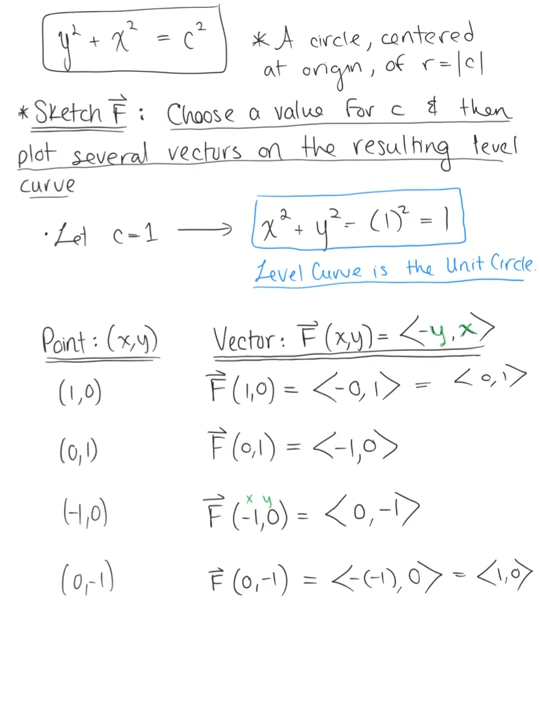 y² + x² = c²
* A circle, centered
at origin, of r=|c|
* Sketch F⃗ : Choose a value for c & then
plot several vectors on the resulting level
curve
· Let c=1 ⟶ x² + y² = (1)² = 1
Level Curve is the Unit Circle.
Point : (x,y) Vector : F⃗ (x,y) = <-y, x>
(1,0) F⃗ (1,0) = <-0, 1> = <0,1>
(0,1) F⃗ (0,1) = <-1,0>
x y
(-1,0) F⃗ (-1,0) = <0,-1>
(0,-1) F⃗ (0,-1) = <-(-1), 0> = <1,0>